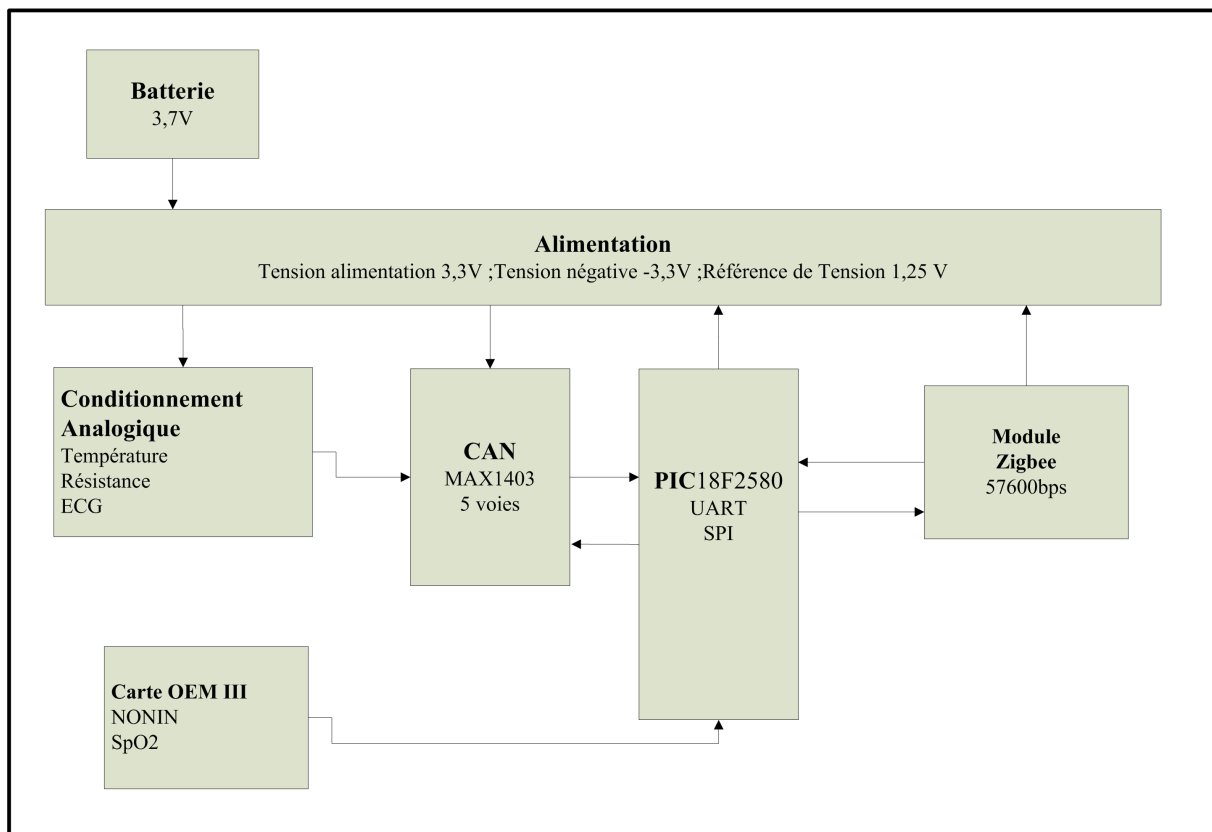 Batterie
3,7V
Alimentation
Tension alimentation 3,3V ;Tension négative -3,3V ;Référence de Tension 1,25 V
Conditionnement
Analogique
Température
Résistance
ECG
CAN
MAX1403
5 voies
PIC18F2580
UART
SPI
Module
Zigbee
57600bps
Carte OEM III
NONIN
SpO2